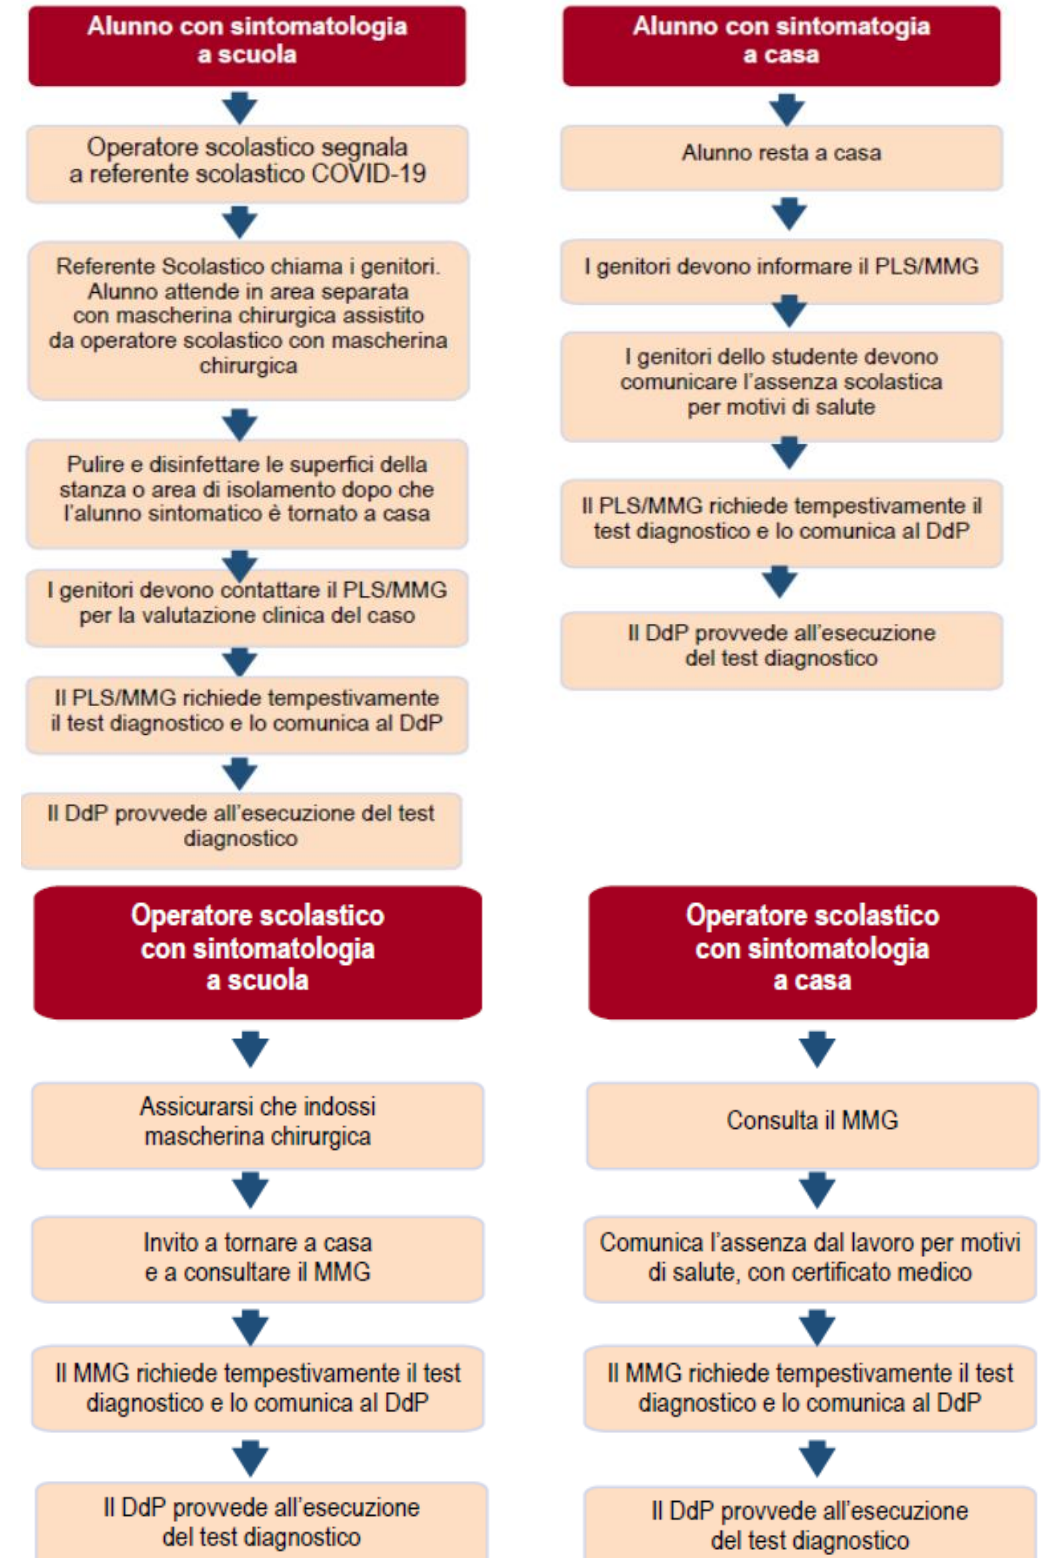 Alunno con sintomatologia
a scuola
Operatore scolastico segnala
a referente scolastico COVID-19
Referente Scolastico chiama i genitori.
Alunno attende in area separata
con mascherina chirurgica assistito
da operatore scolastico con mascherina
chirurgica
Pulire e disinfettare le superfici della
stanza o area di isolamento dopo che
l'alunno sintomatico è tornato a casa
I genitori devono contattare il PLS/MMG
per la valutazione clinica del caso
Il PLS/MMG richiede tempestivamente
il test diagnostico e lo comunica al DdP
Il DdP provvede all'esecuzione del test
diagnostico
Alunno con sintomatogia
a casa
Alunno resta a casa
I genitori devono informare il PLS/MMG
I genitori dello studente devono
comunicare l'assenza scolastica
per motivi di salute
Il PLS/MMG richiede tempestivamente il
test diagnostico e lo comunica al DdP
Il DdP provvede all'esecuzione
del test diagnostico
Operatore scolastico
con sintomatologia
a scuola
Assicurarsi che indossi
mascherina chirurgica
Invito a tornare a casa
e a consultare il MMG
Il MMG richiede tempestivamente il test
diagnostico e lo comunica al DdP
Il DdP provvede all'esecuzione
del test diagnostico
Operatore scolastico
con sintomatologia
a casa
Consulta il MMG
Comunica l'assenza dal lavoro per motivi
di salute, con certificato medico
Il MMG richiede tempestivamente il test
diagnostico e lo comunica al DdP
Il DdP provvede all'esecuzione
del test diagnostico